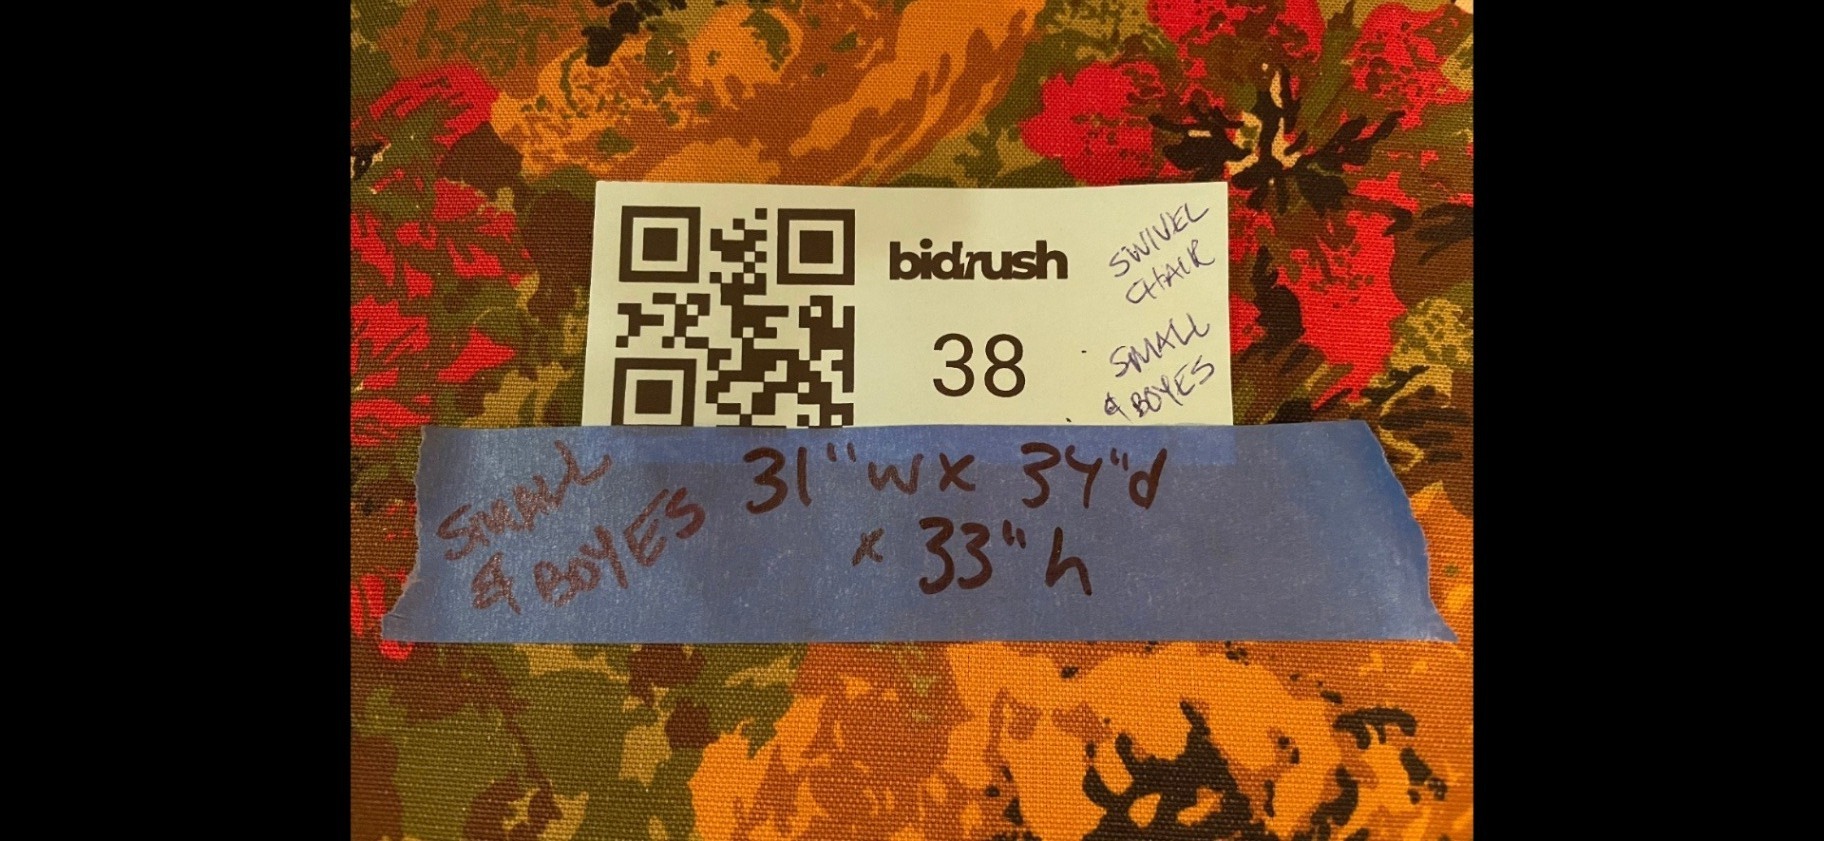 bidrush
38
SWIVEL
CHAIR
SMALL
& BOYES
SMALL
& BOYES
31"w x 34"d
x 33"h